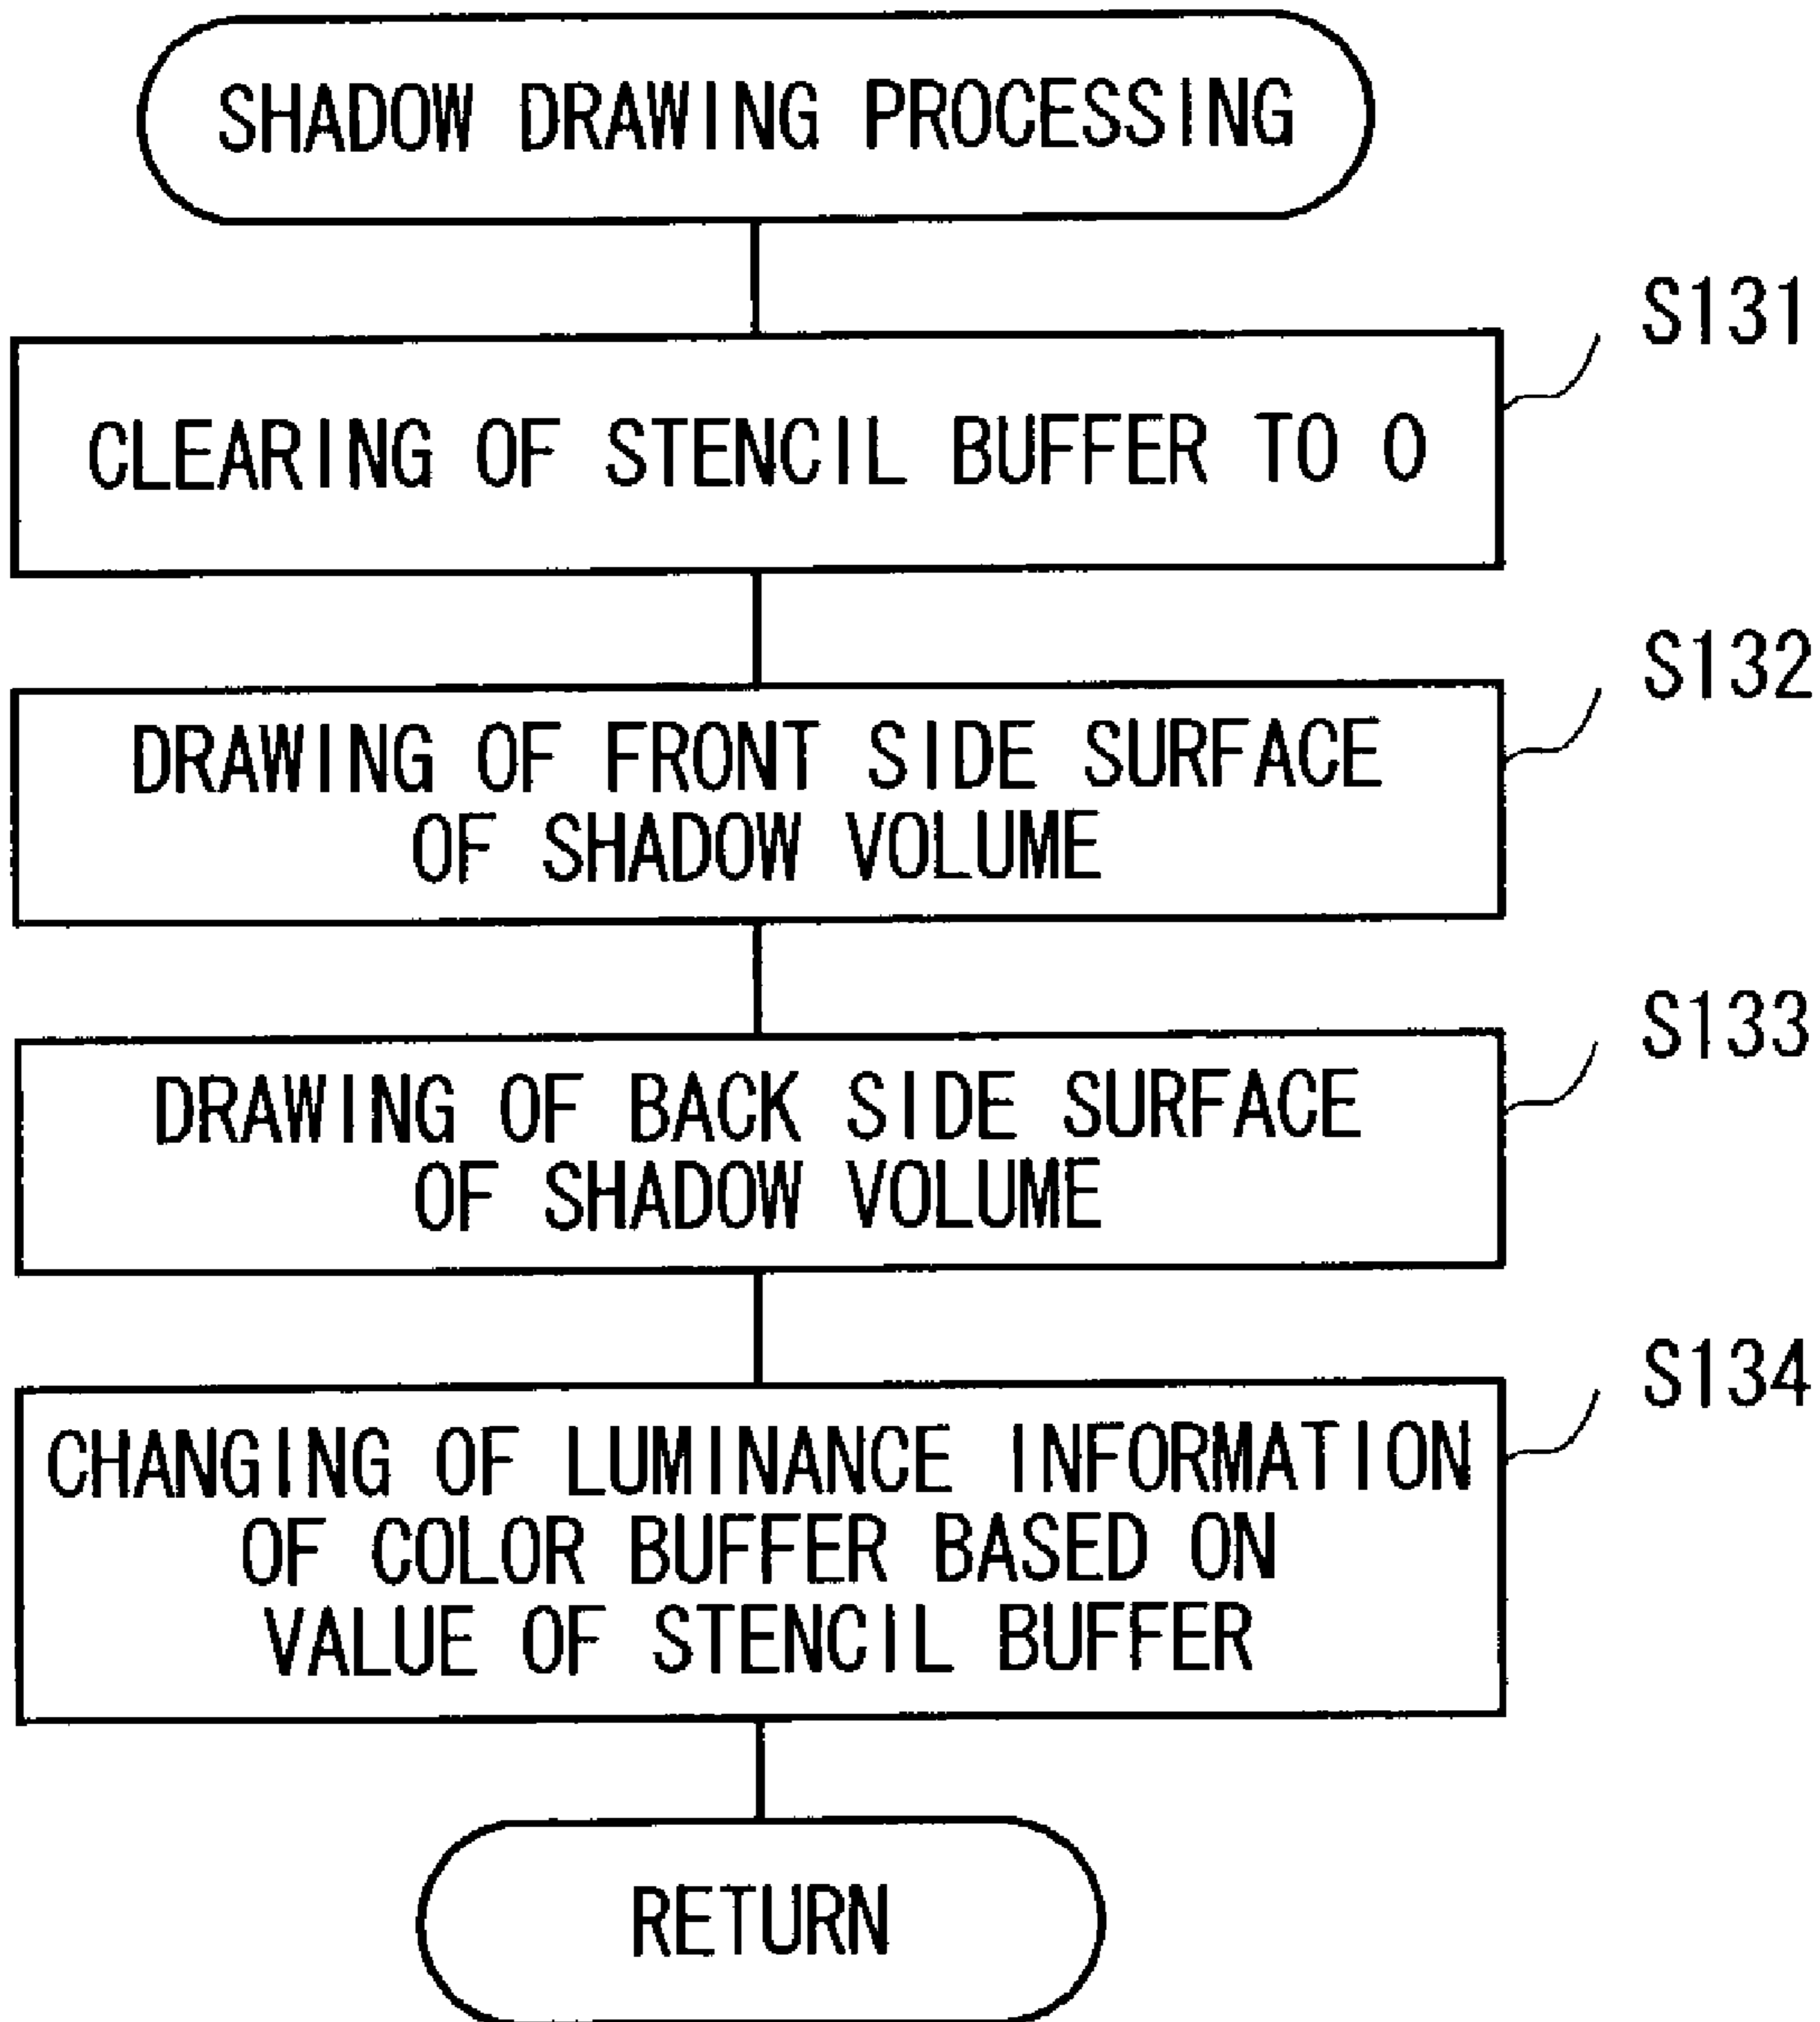 SHADOW DRAWING PROCESSING
S131
CLEARING OF STENCIL BUFFER TO 0
S132
DRAWING OF FRONT SIDE SURFACE
OF SHADOW VOLUME
S133
DRAWING OF BACK SIDE SURFACE
OF SHADOW VOLUME
S134
CHANGING OF LUMINANCE INFORMATION
OF COLOR BUFFER BASED ON
VALUE OF STENCIL BUFFER
RETURN